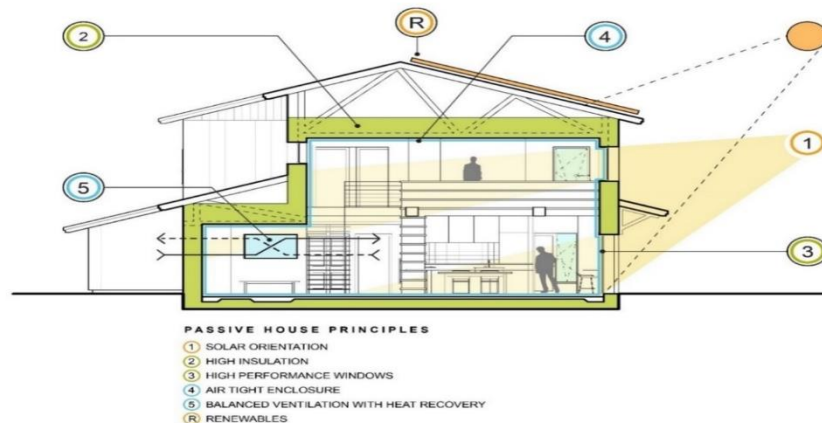 2
R
4
1
5
3
PASSIVE HOUSE PRINCIPLES
1 SOLAR ORIENTATION
2 HIGH INSULATION
3 HIGH PERFORMANCE WINDOWS
4 AIR TIGHT ENCLOSURE
5 BALANCED VENTILATION WITH HEAT RECOVERY
R RENEWABLES